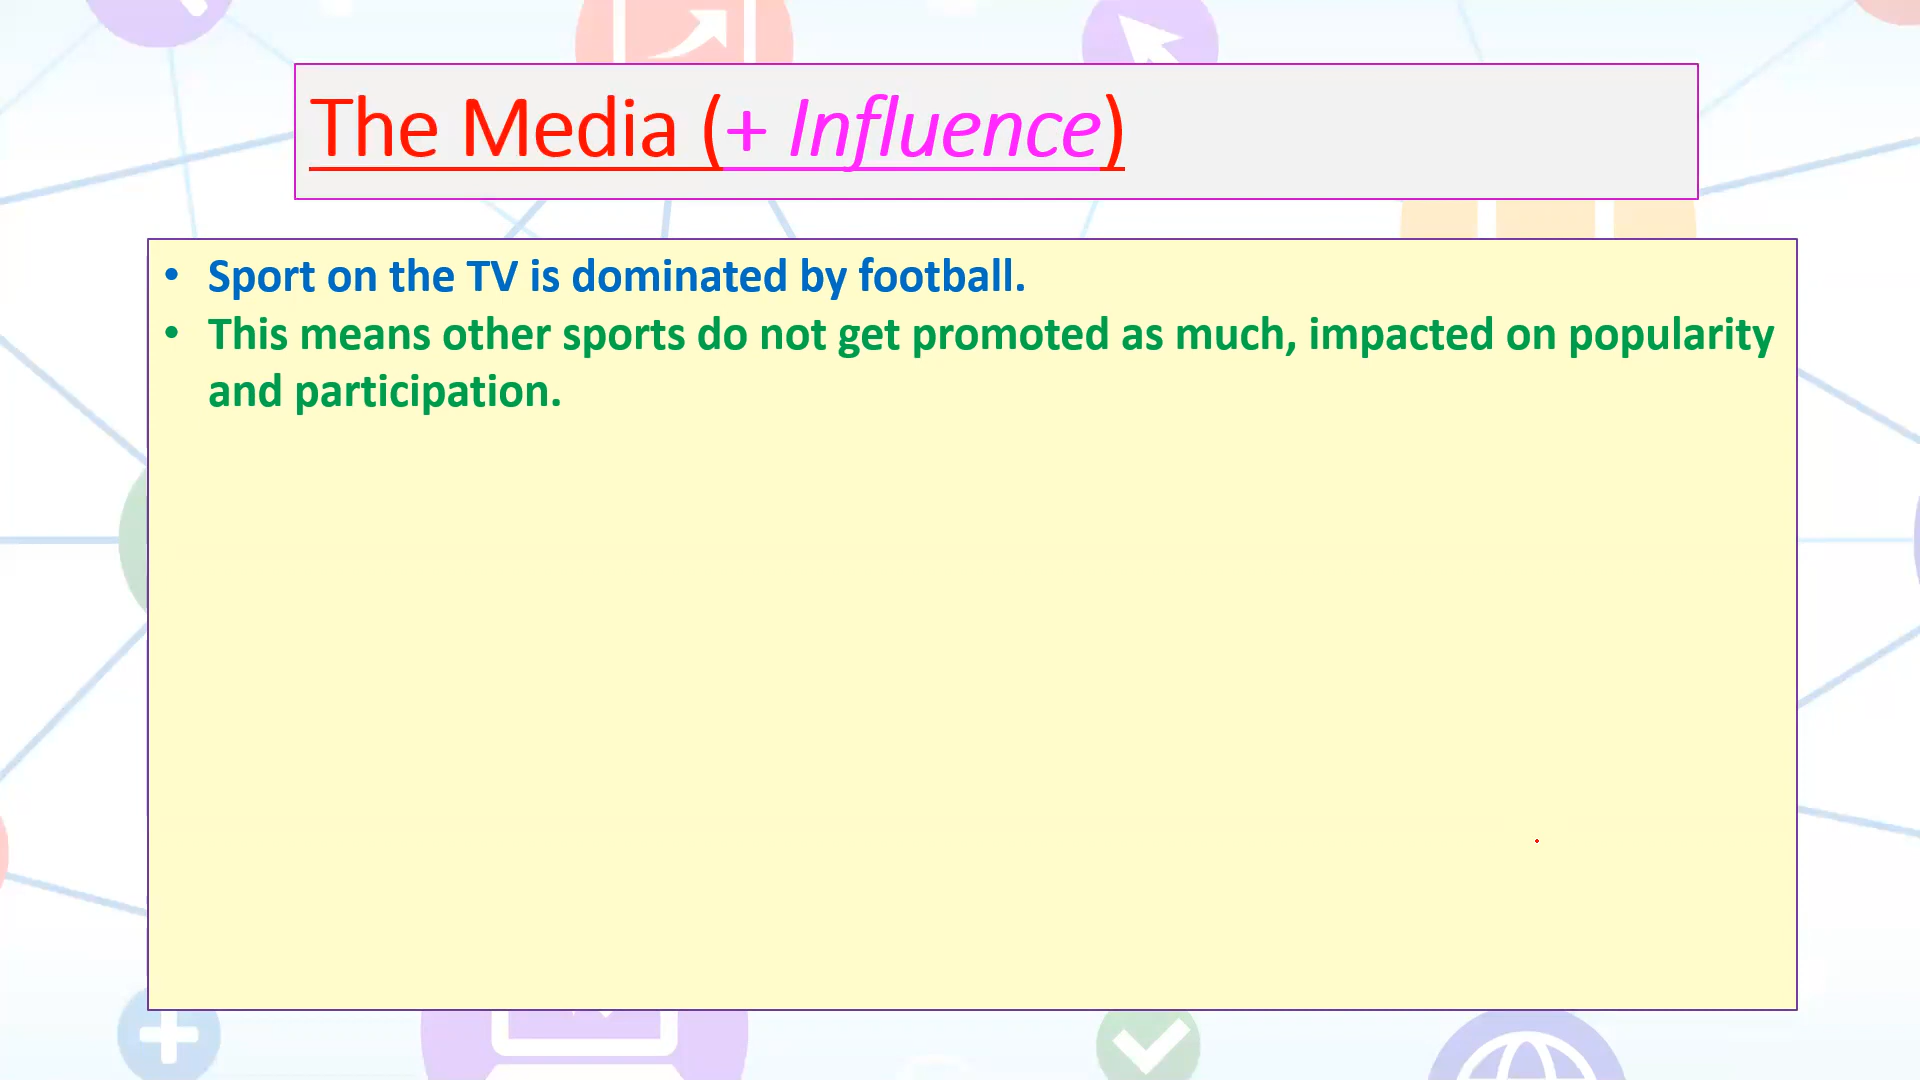 The Media (+ Influence)
• Sport on the TV is dominated by football.
• This means other sports do not get promoted as much, impacted on popularity
and participation.